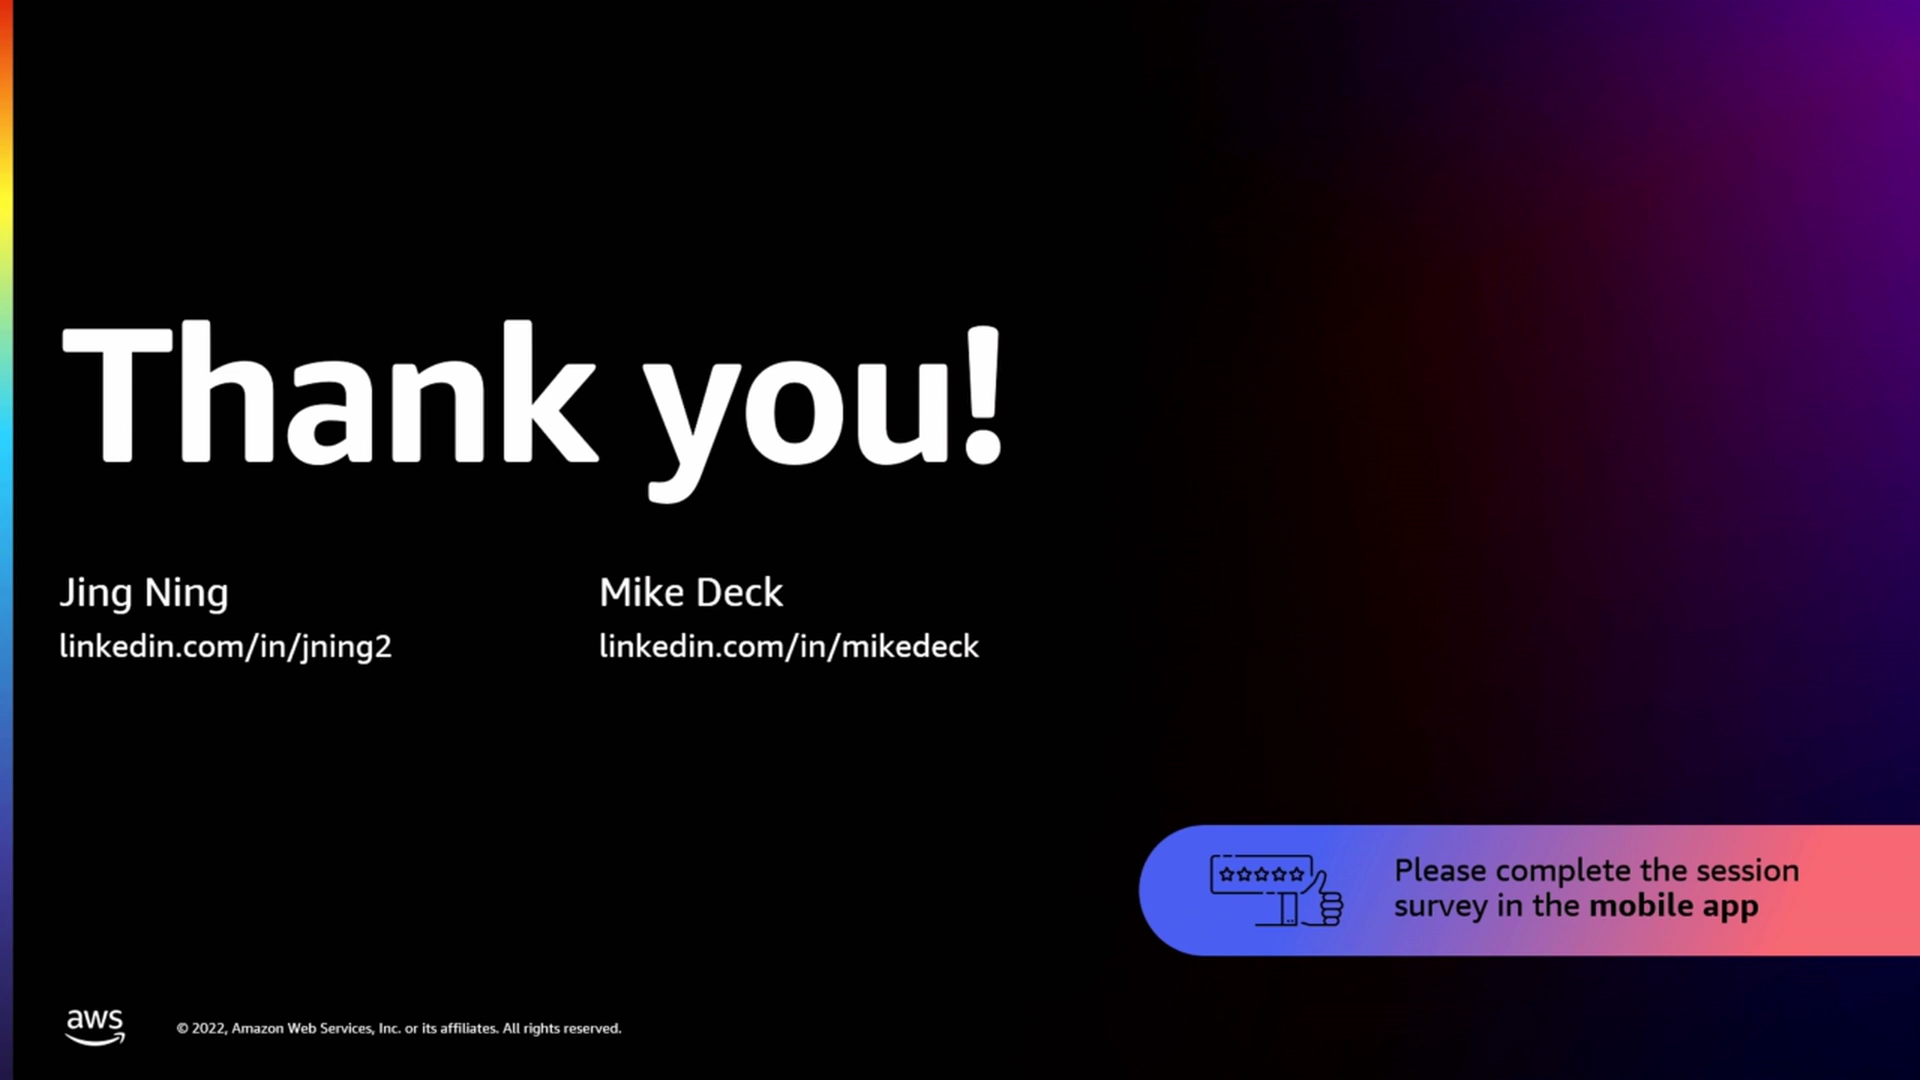 Thank you!
Jing Ning
linkedin.com/in/jning2
Mike Deck
linkedin.com/in/mikedeck
Please complete the session
survey in the mobile app
aws
© 2022, Amazon Web Services, Inc. or its affiliates. All rights reserved.